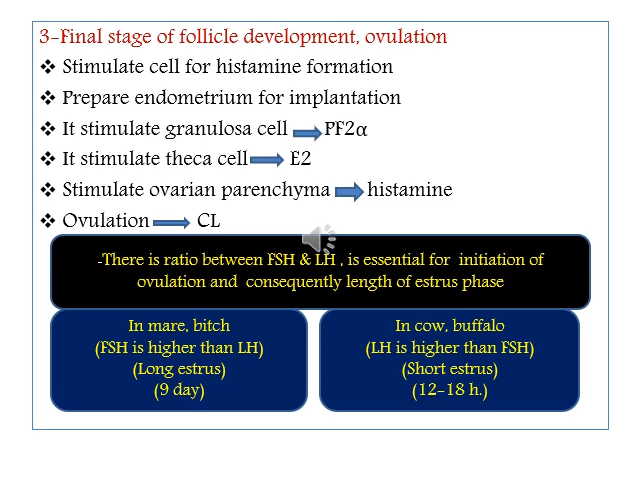 3-Final stage of follicle development, ovulation
❖ Stimulate cell for histamine formation
❖ Prepare endometrium for implantation
❖ It stimulate granulosa cell PF2α
❖ It stimulate theca cell E2
❖ Stimulate ovarian parenchyma histamine
❖ Ovulation CL
-There is ratio between FSH & LH , is essential for initiation of
ovulation and consequently length of estrus phase
In mare, bitch
(FSH is higher than LH)
(Long estrus)
(9 day)
In cow, buffalo
(LH is higher than FSH)
(Short estrus)
(12-18 h.)